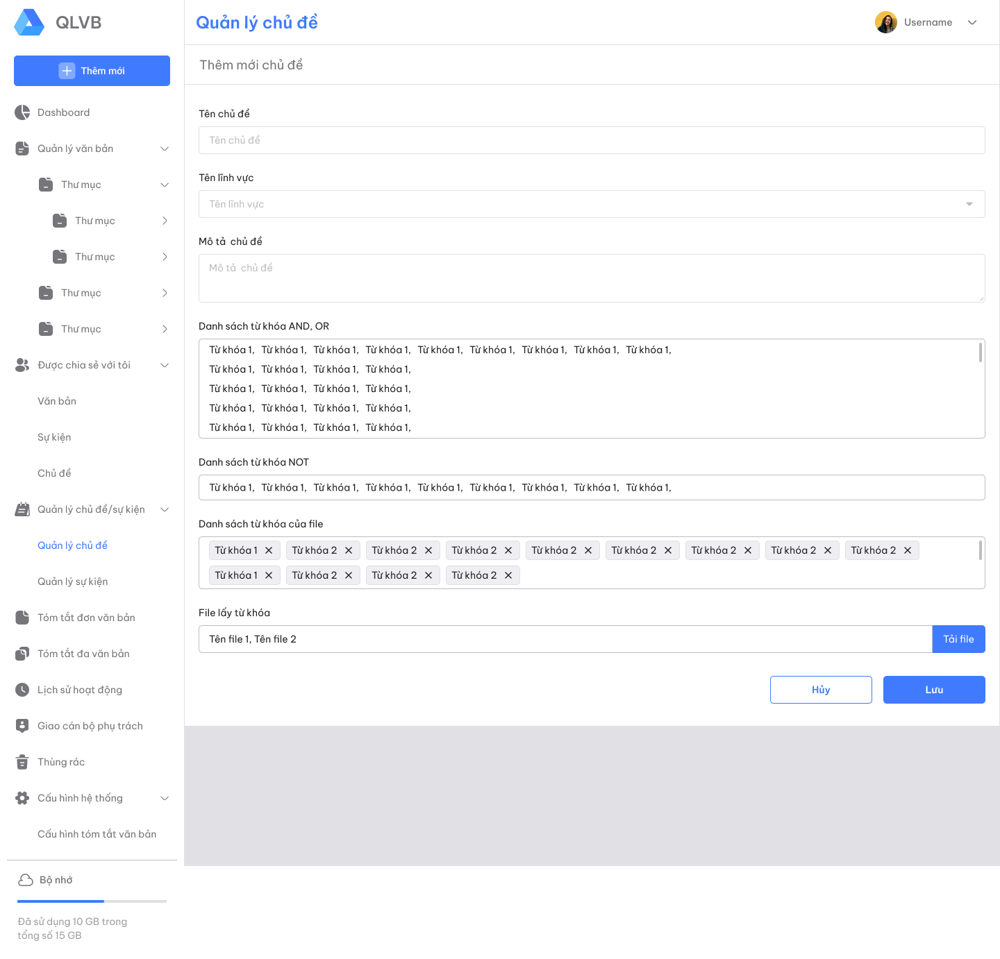 QLVB
Thêm mới
Dashboard
Quản lý văn bản
Thư mục
Thư mục
Thư mục
Thư mục
Thư mục
Được chia sẻ với tôi
Văn bản
Sự kiện
Chủ đề
Quản lý chủ đề/sự kiện
Quản lý chủ đề
Quản lý sự kiện
Tóm tắt đơn văn bản
Tóm tắt đa văn bản
Lịch sử hoạt động
Giao cán bộ phụ trách
Thùng rác
Cấu hình hệ thống
Cấu hình tóm tắt văn bản
Bộ nhớ
Đã sử dụng 10 GB trong
tổng số 15 GB
Quản lý chủ đề
Username
Thêm mới chủ đề
Tên chủ đề
Tên chủ đề
Tên lĩnh vực
Tên lĩnh vực
Mô tả chủ đề
Mô tả chủ đề
Danh sách từ khóa AND, OR
Từ khóa 1, Từ khóa 1, Từ khóa 1, Từ khóa 1, Từ khóa 1, Từ khóa 1, Từ khóa 1, Từ khóa 1, Từ khóa 1,
Từ khóa 1, Từ khóa 1, Từ khóa 1, Từ khóa 1,
Từ khóa 1, Từ khóa 1, Từ khóa 1, Từ khóa 1,
Từ khóa 1, Từ khóa 1, Từ khóa 1, Từ khóa 1,
Từ khóa 1, Từ khóa 1, Từ khóa 1, Từ khóa 1,
Danh sách từ khóa NOT
Từ khóa 1, Từ khóa 1, Từ khóa 1, Từ khóa 1, Từ khóa 1, Từ khóa 1, Từ khóa 1, Từ khóa 1, Từ khóa 1,
Danh sách từ khóa của file
Từ khóa 1 Từ khóa 2 Từ khóa 2 Từ khóa 2 Từ khóa 2 Từ khóa 2 Từ khóa 2 Từ khóa 2 Từ khóa 2
Từ khóa 1 Từ khóa 2 Từ khóa 2 Từ khóa 2
File lấy từ khóa
Tên file 1, Tên file 2
Tải file
Hủy
Lưu